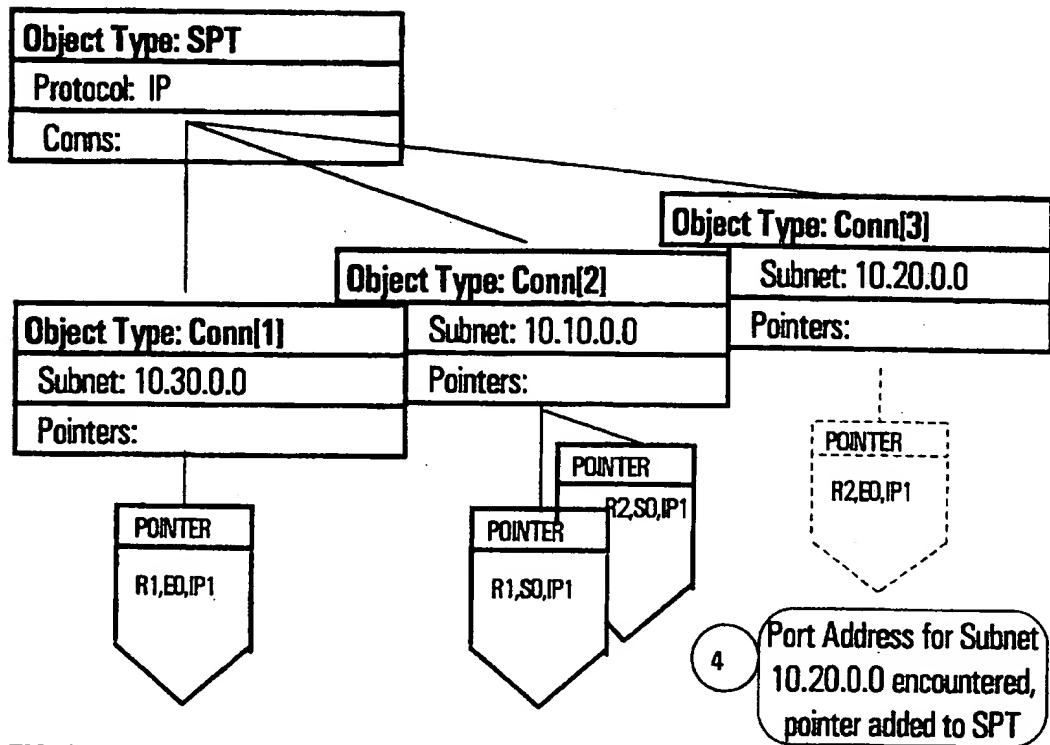 Object Type: SPT
Protocol: IP
Conns:
Object Type: Conn[3]
Subnet: 10.20.0.0
Pointers:
Object Type: Conn[2]
Subnet: 10.10.0.0
Pointers:
Object Type: Conn[1]
Subnet: 10.30.0.0
Pointers:
POINTER
R1,E0,IP1
POINTER
R1,S0,IP1
POINTER
R2,S0,IP1
POINTER
R2,E0,IP1
4
Port Address for Subnet
10.20.0.0 encountered,
pointer added to SPT